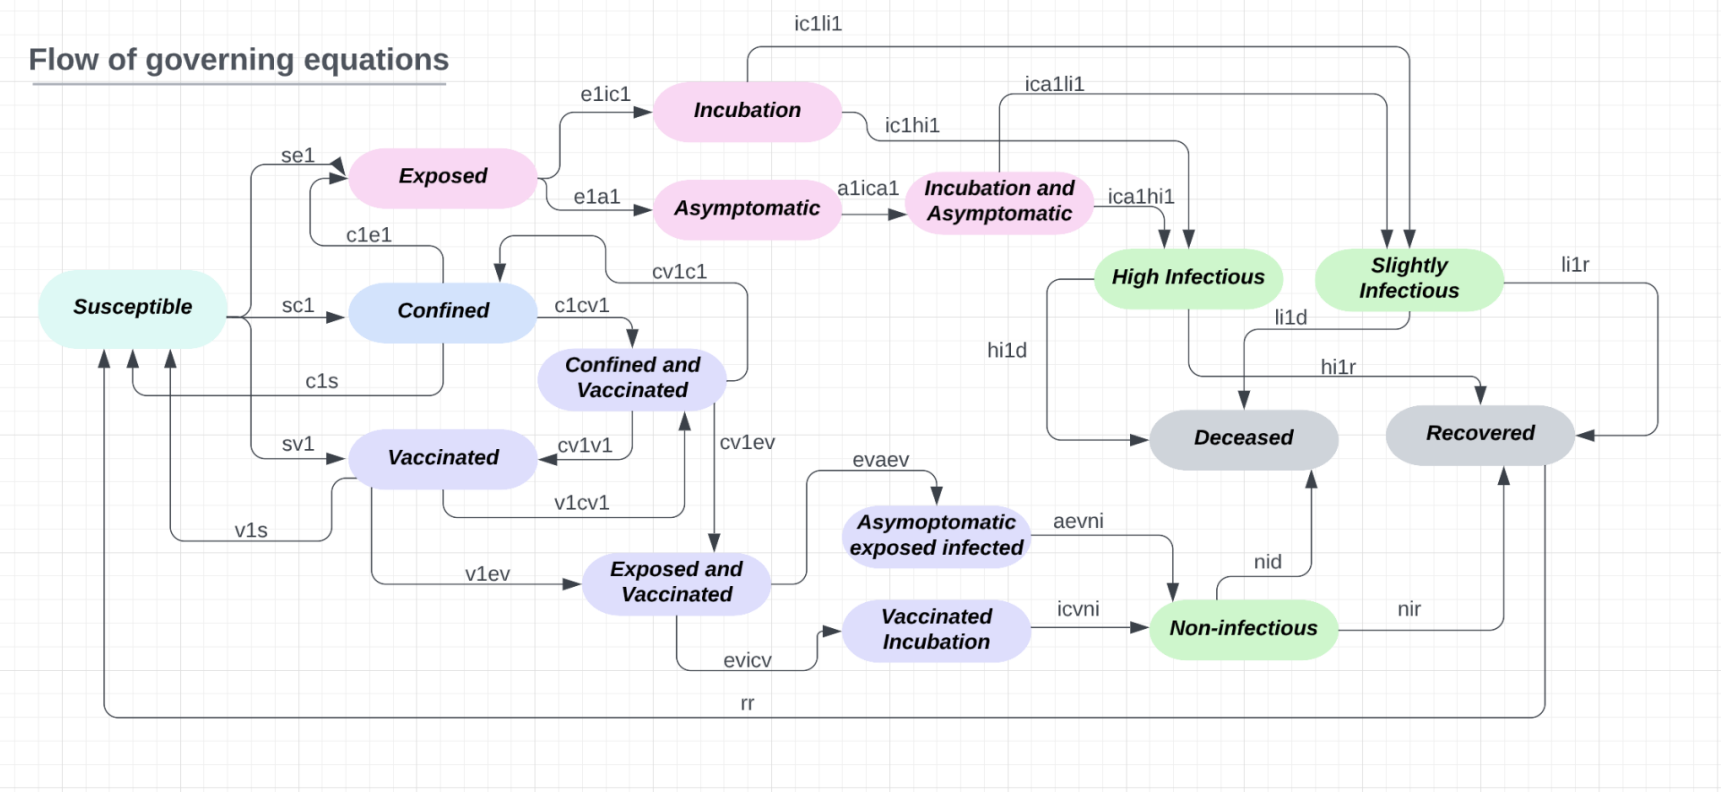 Flow of governing equations
ic1li1
ica1li1
e1ic1
Incubation
ic1hi1
se1
Exposed
e1a1
Asymptomatic
a1ica1
Incubation and
Asymptomatic
ica1hi1
c1e1
cv1c1
High Infectious
Slightly
Infectious
li1r
Susceptible
sc1
Confined
c1cv1
li1d
hi1d
Confined and
Vaccinated
hi1r
c1s
sv1
Vaccinated
cv1v1
cv1ev
Deceased
Recovered
evaev
v1cv1
v1s
Asymoptomatic
exposed infected
aevni
v1ev
Exposed and
Vaccinated
nid
Vaccinated
Incubation
icvni
Non-infectious
nir
evicv
rr